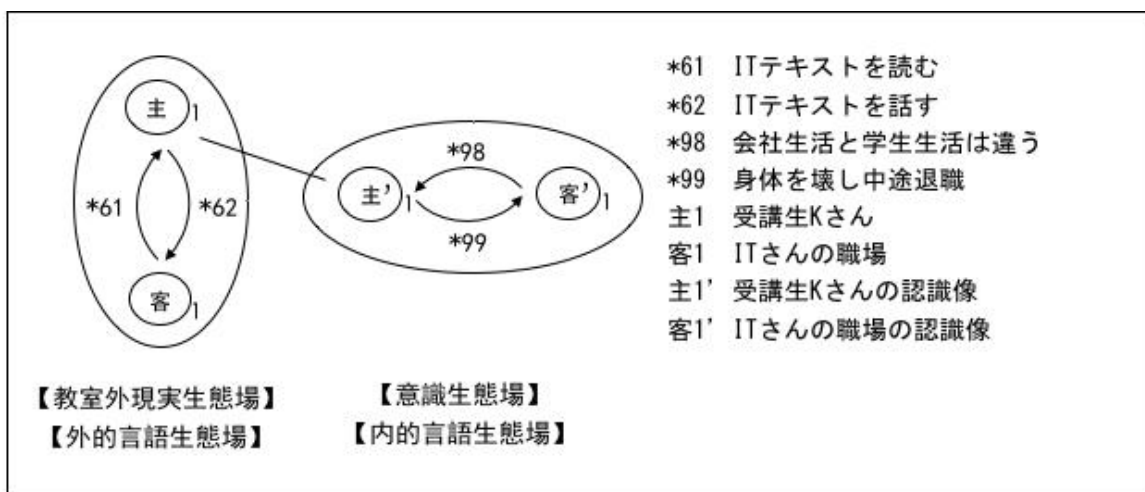 主1
*61
*62
客1
*98
主'1
客'1
*99
【教室外現実生態場】
【外的言語生態場】
【意識生態場】
【内的言語生態場】
*61 ITテキストを読む
*62 ITテキストを話す
*98 会社生活と学生生活は違う
*99 身体を壊し中途退職
主1 受講生Kさん
客1 ITさんの職場
主1' 受講生Kさんの認識像
客1' ITさんの職場の認識像